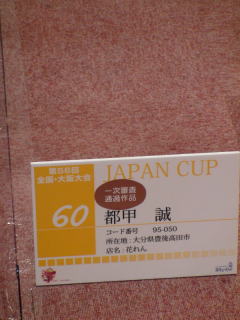 第56回
全国・大阪大会
JAPAN CUP
一次審査
通過作品
60
都甲 誠
コード番号 95-050
所在地:大分県豊後高田市
店名:花れん